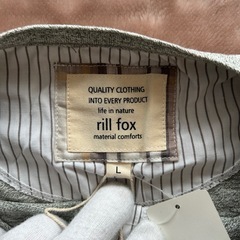 QUALITY CLOTHING
INTO EVERY PRODUCT
life in nature
rill fox
material comforts
L